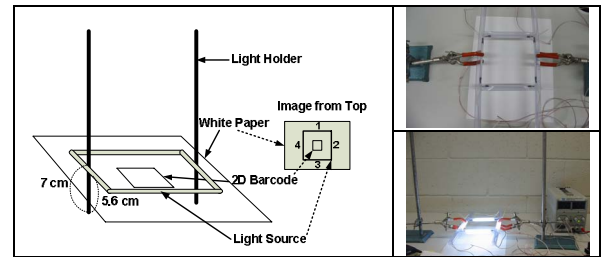 Light Holder
Image from Top
White Paper
1
4
2
3
7 cm
2D Barcode
5.6 cm
Light Source